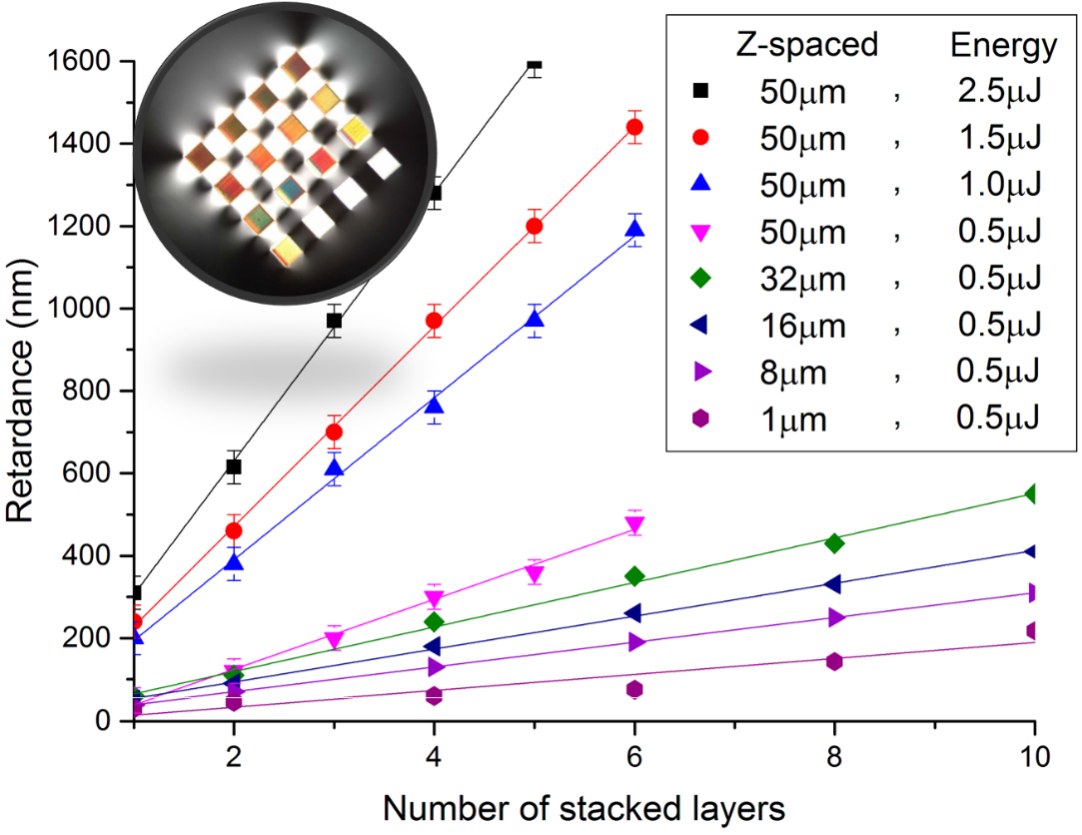 Z-spaced Energy
50μm , 2.5μJ
50μm , 1.5μJ
50μm , 1.0μJ
50μm , 0.5μJ
32μm , 0.5μJ
16μm , 0.5μJ
8μm , 0.5μJ
1μm , 0.5μJ
Retardance (nm)
1600
1400
1200
1000
800
600
400
200
0
2 4 6 8 10
Number of stacked layers